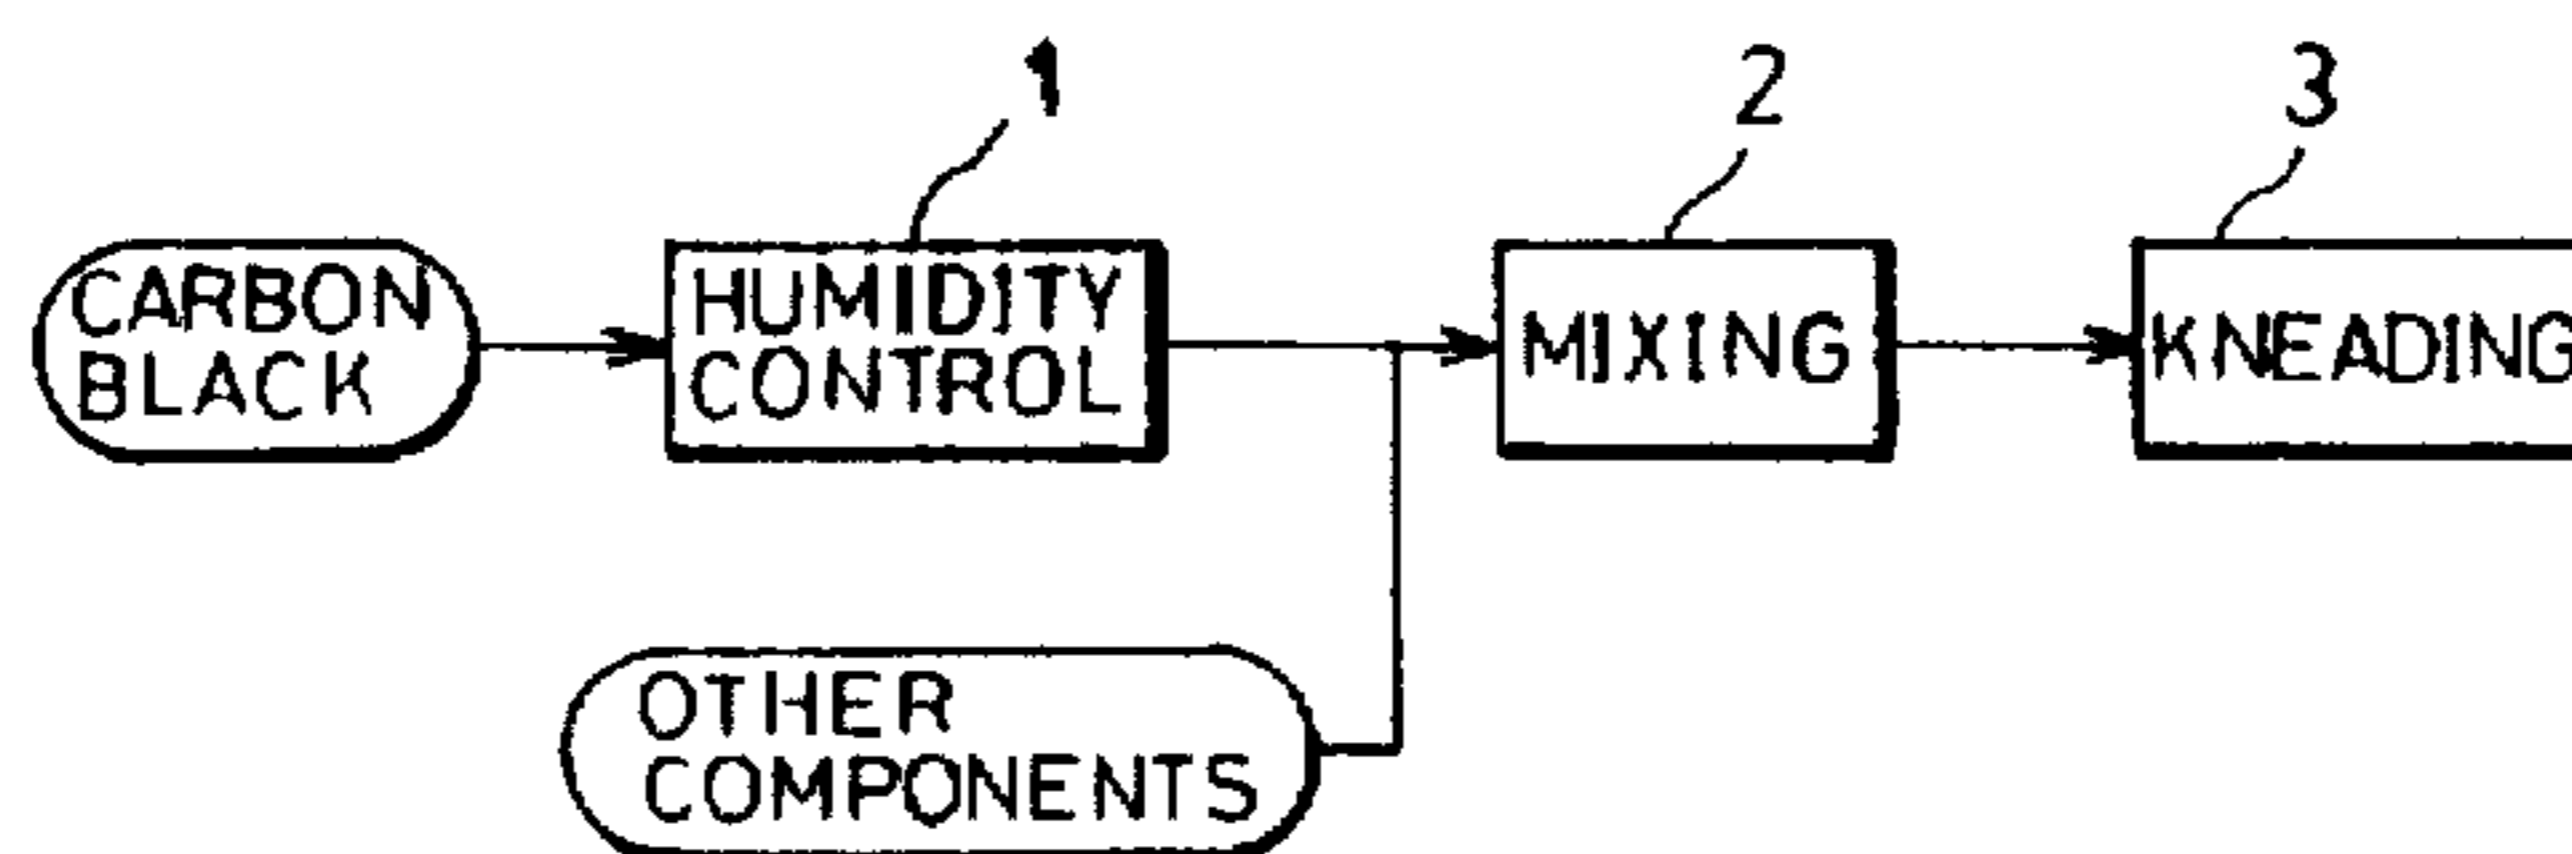 1
2
3
CARBON
BLACK
HUMIDITY
CONTROL
MIXING
KNEADING
OTHER
COMPONENTS